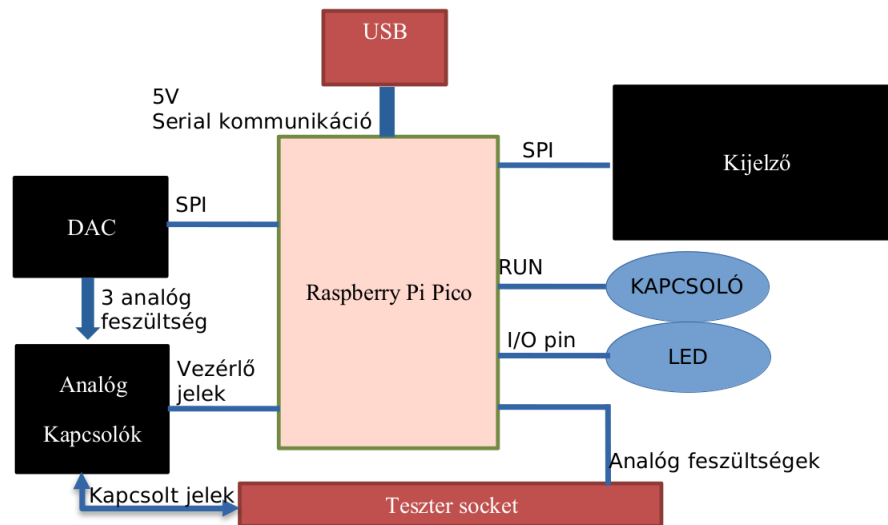 USB
5V
Serial kommunikáció
SPI
Kijelző
SPI
DAC
RUN
KAPCSOLÓ
Raspberry Pi Pico
3 analóg
feszültség
I/O pin
LED
Vezérlő
jelek
Analóg
Kapcsolók
Analóg feszültségek
Kapcsolt jelek
Teszter socket